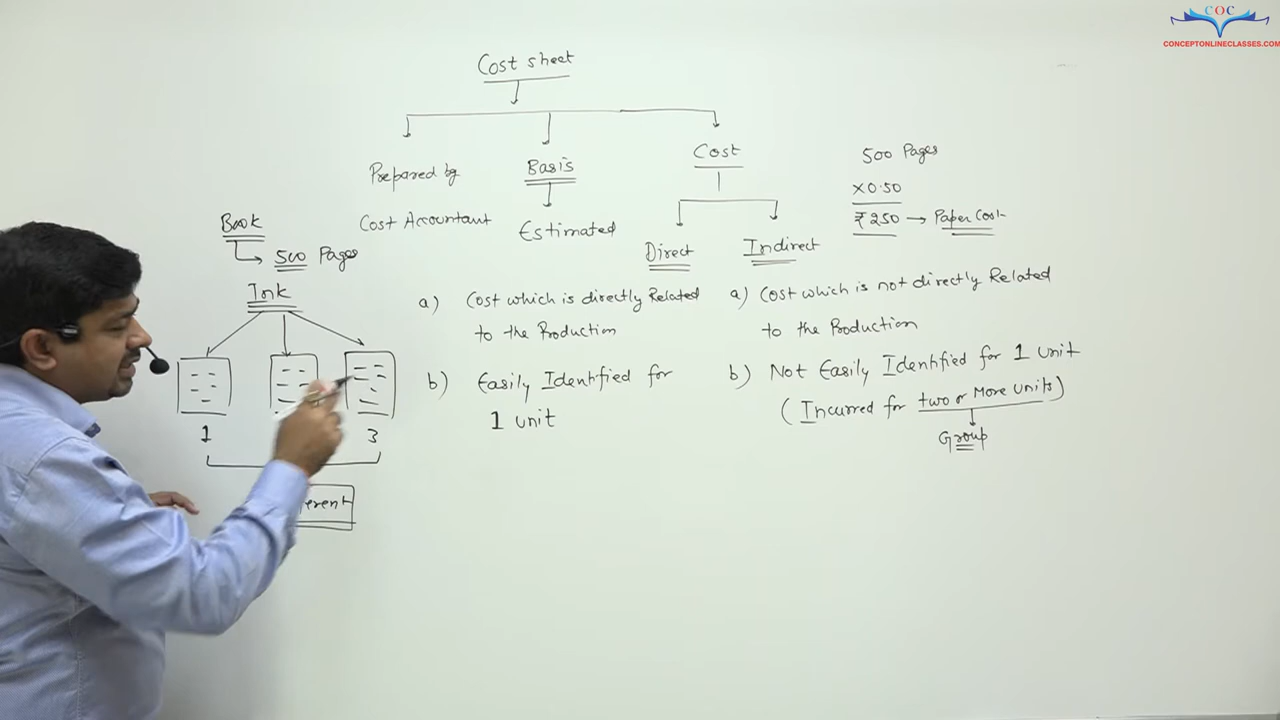 COC
CONCEPTONLINECLASSES.COM
Cost sheet
Prepared by
Cost Accountant
Basis
Estimated
Cost
Direct
Indirect
500 Pages
×0.50
₹250 → Paper Cost
Book
500 Pages
Ink
1
3
a) Cost which is directly Related
to the Production
b) Easily Identified for
1 unit
a) Cost which is not directly Related
to the Production
b) Not Easily Identified for 1 unit
(Incurred for two or More units)
Group